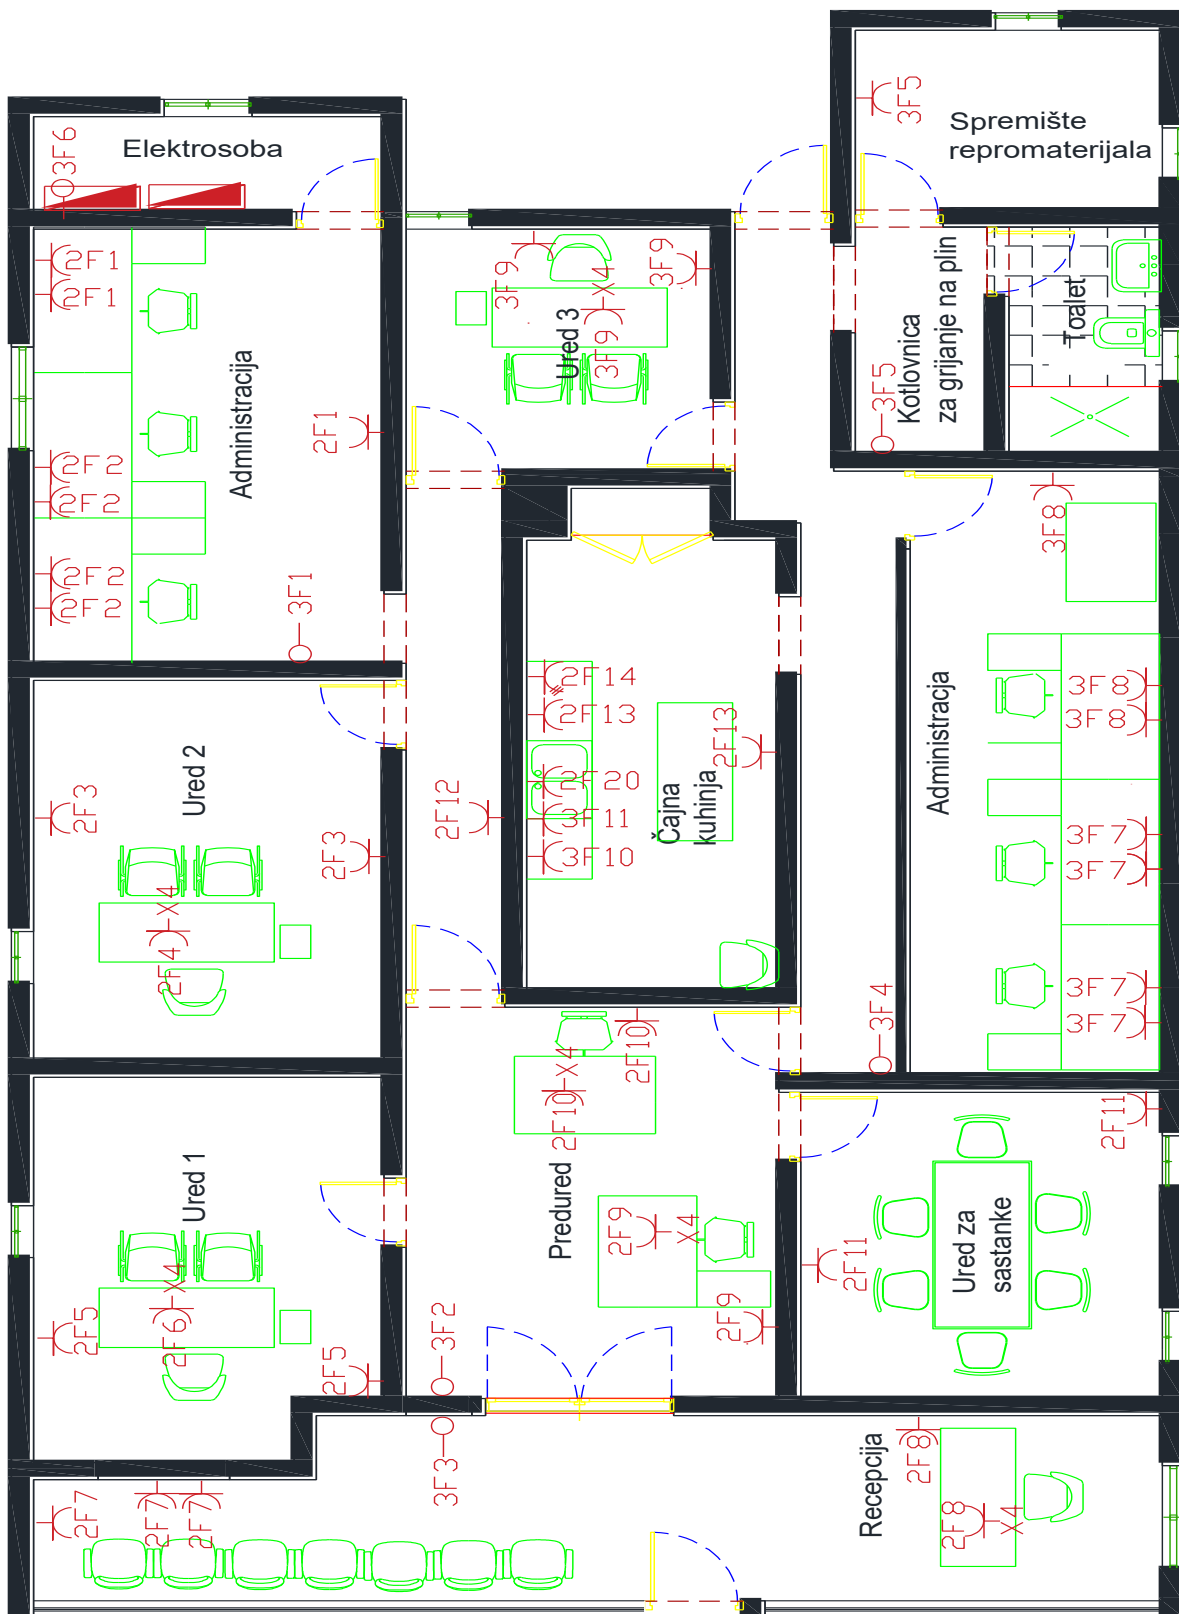 3F5
Spremište
repromaterijala
3F6
Elektrosoba
2F1
2F1
2F1
Administracija
2F2
2F2
2F2
2F2
3F1
3F9
X4
3F9
3F9
Ured 3
Kotlovnica
za grijanje na plin
3F5
Toalet
3F8
Administracja
3F8
3F8
3F7
3F7
3F7
3F7
3F4
2F14
2F13
2F20
3F11
3F10
2F13
Čajna
kuhinja
2F12
Ured 2
2F3
2F3
X4
2F4
2F10
X4
2F10
Predured
2F9
X4
2F9
3F2
Ured 1
2F5
X4
2F6
2F5
2F11
2F11
Ured za
sastanke
3F3
2F7
2F7
2F7
Recepcija
2F8
2F8
X4